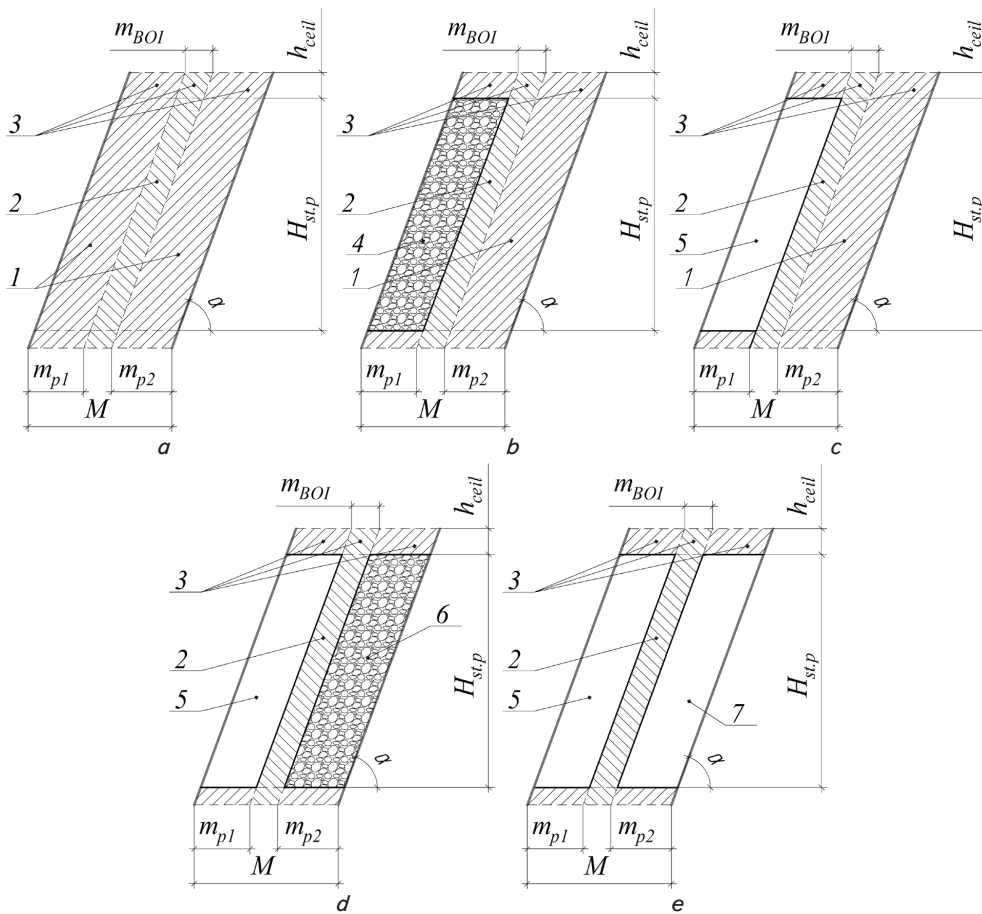 m_BOI
h_ceil
3
2
1
H_st.p
α
m_p1 m_p2
M
a
m_BOI
h_ceil
3
2
4
1
H_st.p
α
m_p1 m_p2
M
b
m_BOI
h_ceil
3
2
5
1
H_st.p
α
m_p1 m_p2
M
c
m_BOI
h_ceil
3
6
2
5
H_st.p
α
m_p1 m_p2
M
d
m_BOI
h_ceil
3
2
5
7
H_st.p
α
m_p1 m_p2
M
e